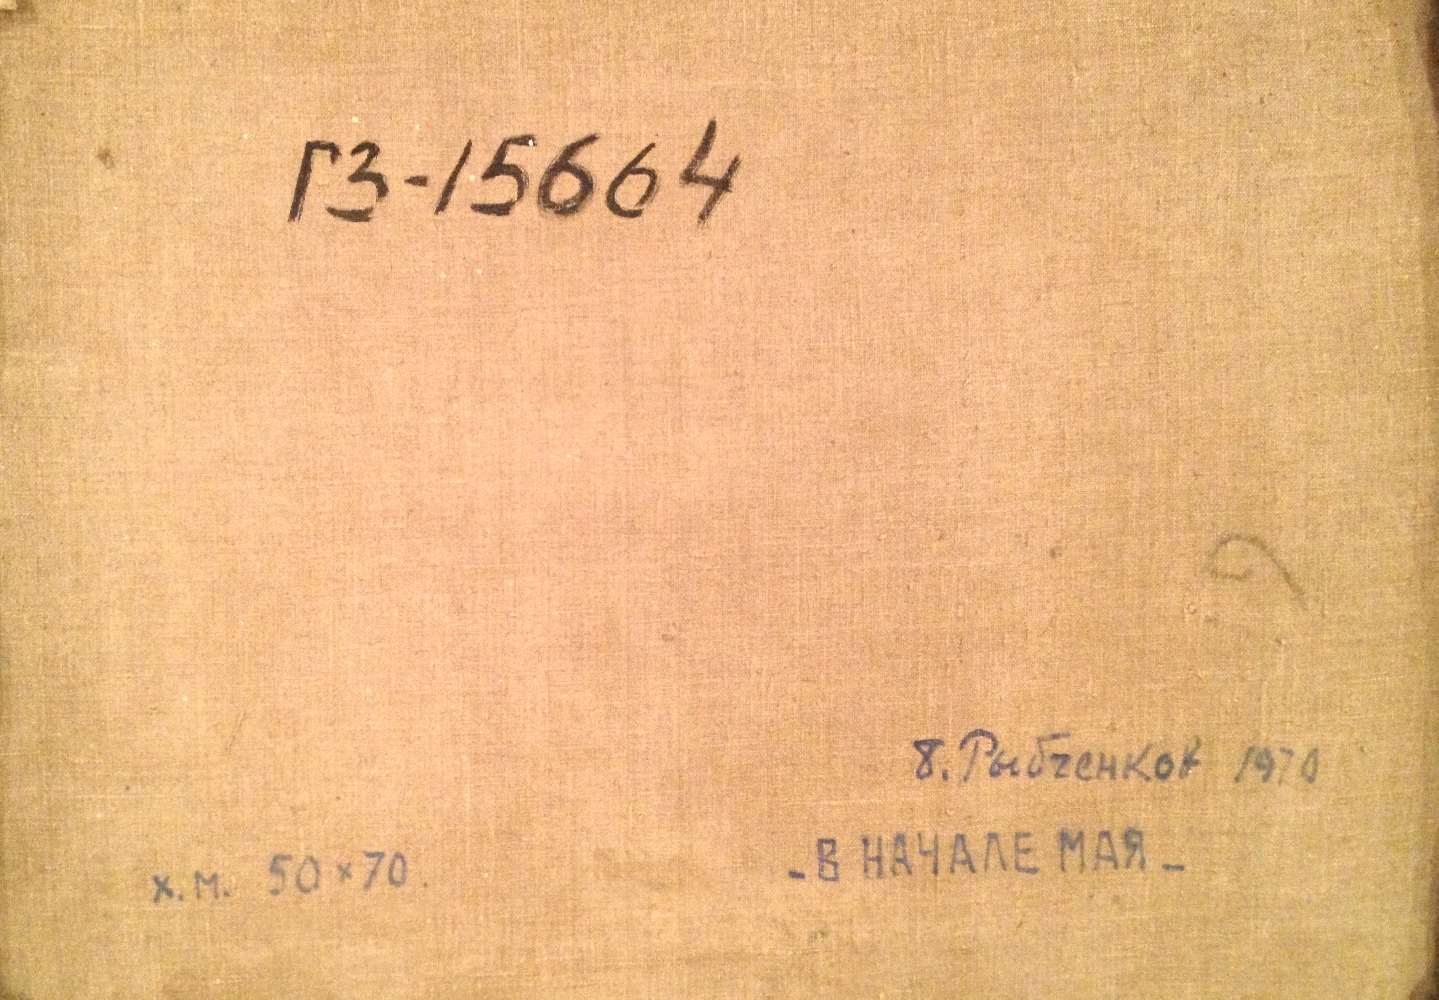 ГЗ-15664
Б. Рыбченков 1970
х.м. 50×70.
-В НАЧАЛЕ МАЯ-